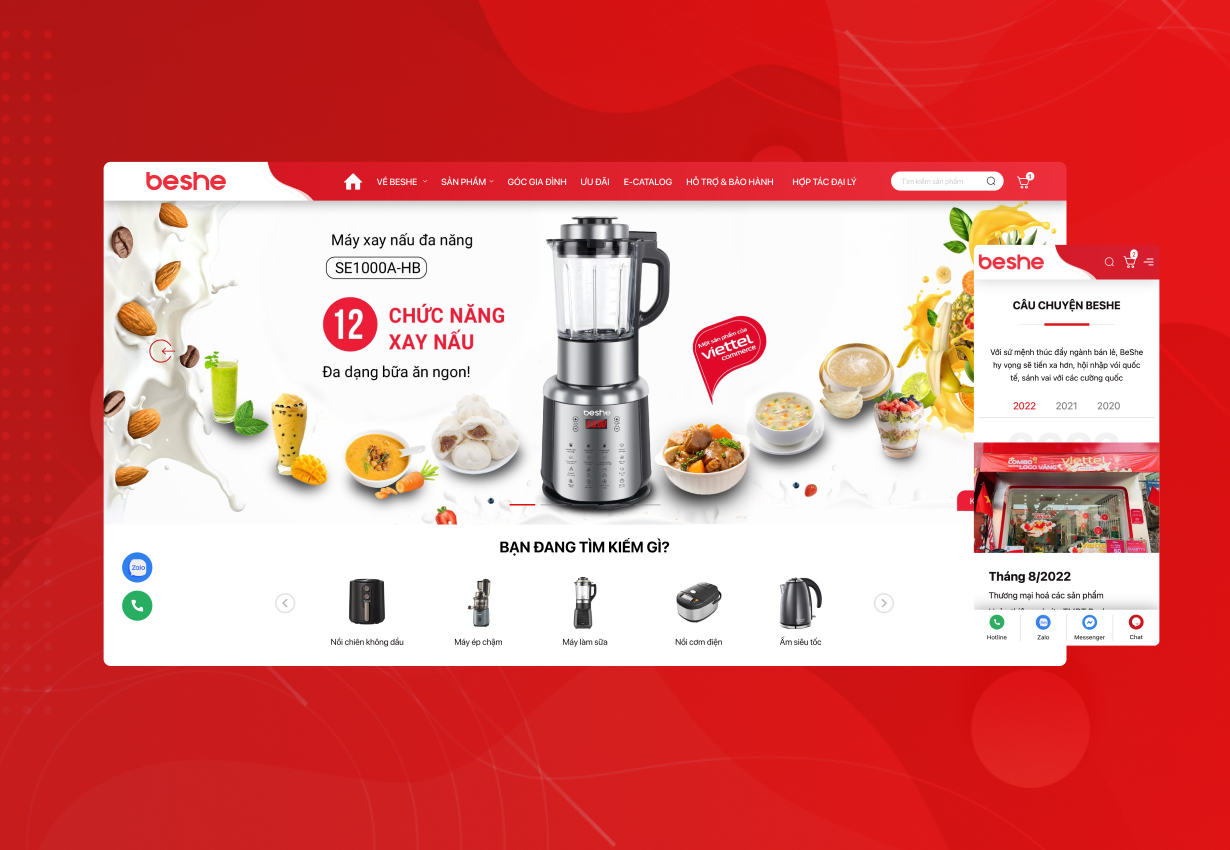 beshe
VỀ BESHE
SẢN PHẨM
GÓC GIA ĐÌNH
ƯU ĐÃI
E-CATALOG
HỖ TRỢ & BẢO HÀNH
HỢP TÁC ĐẠI LÝ
Tìm kiếm sản phẩm
1
Máy xay nấu đa năng
SE1000A-HB
12
CHỨC NĂNG
XAY NẤU
Đa dạng bữa ăn ngon!
Một sản phẩm của
viettel
commerce
beshe
K
BẠN ĐANG TÌM KIẾM GÌ?
Zalo
Nồi chiên không dầu
Máy ép chậm
Máy làm sữa
Nồi cơm điện
Ấm siêu tốc
beshe
2
CÂU CHUYỆN BESHE
Với sứ mệnh thúc đẩy ngành bán lẻ, BeShe
hy vọng sẽ tiến xa hơn, hội nhập vói quốc
tế, sánh vai với các cường quốc
2022
2021
2020
COMBO
LOCO VÀNG
viettel
Tháng 8/2022
Thương mại hoá các sản phẩm
Hotline
Zalo
Messenger
Chat